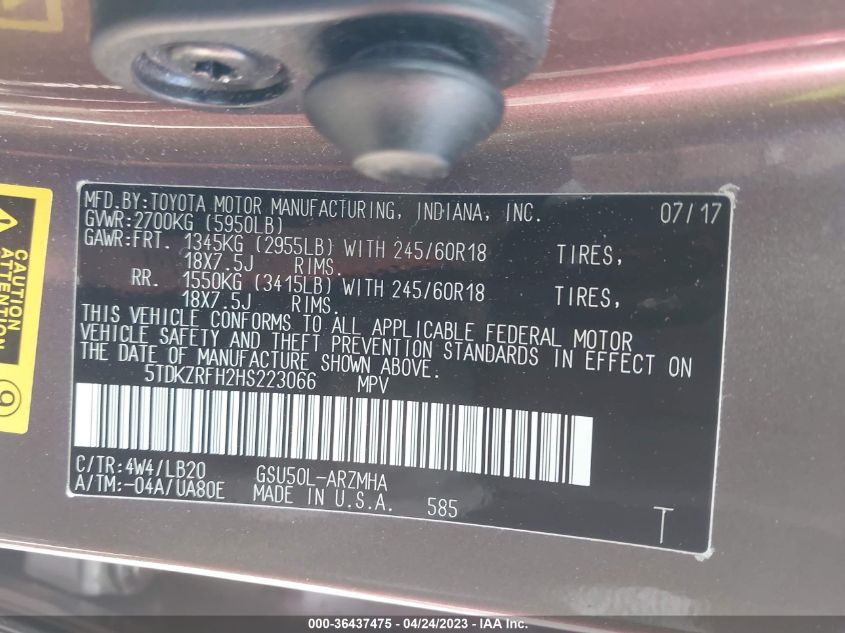 MFD.BY:TOYOTA MOTOR MANUFACTURING, INDIANA, INC. 07/17
GVWR:2700KG (5950LB)
GAWR:FRT. 1345KG (2955LB) WITH 245/60R18 TIRES,
18X7.5J RIMS.
RR. 1550KG (3415LB) WITH 245/60R18 TIRES,
18X7.5J RIMS.
THIS VEHICLE CONFORMS TO ALL APPLICABLE FEDERAL MOTOR
VEHICLE SAFETY AND THEFT PREVENTION STANDARDS IN EFFECT ON
THE DATE OF MANUFACTURE SHOWN ABOVE.
5TDKZRFH2HS223066 MPV
C/TR:4W4/LB20 GSU50L-ARZMHA
A/TM:-04A/UA80E MADE IN U.S.A. 585
T
CAUTION
ATTENTION
000-36437475 - 04/24/2023 - IAA Inc.